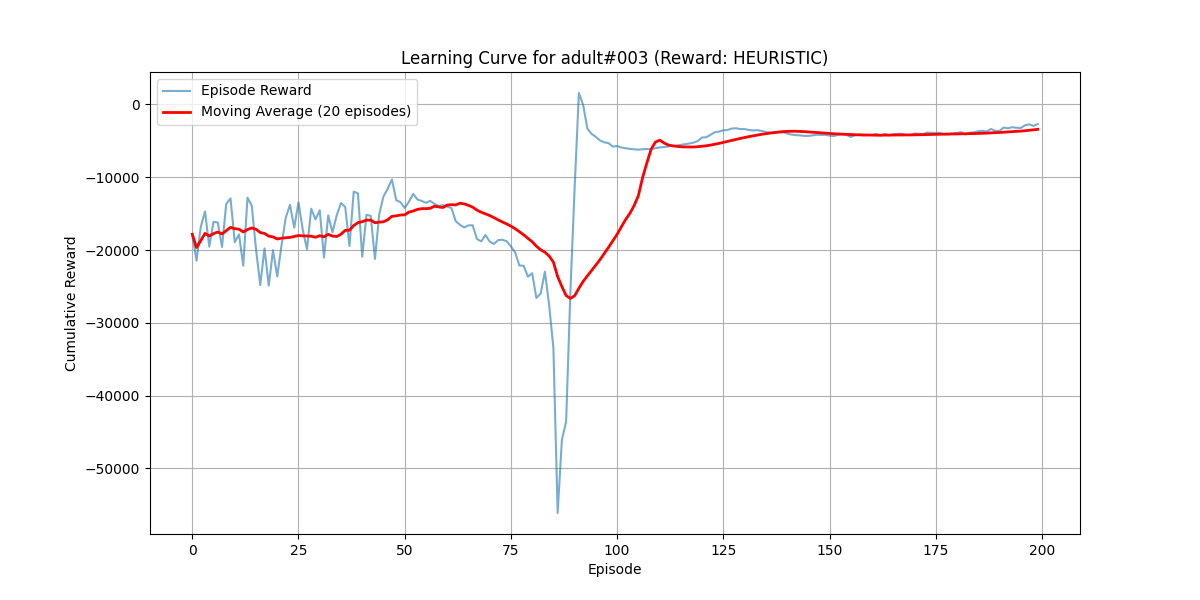 Learning Curve for adult#003 (Reward: HEURISTIC)
Episode Reward
Moving Average (20 episodes)
Cumulative Reward
0
−10000
−20000
−30000
−40000
−50000
0 25 50 75 100 125 150 175 200
Episode